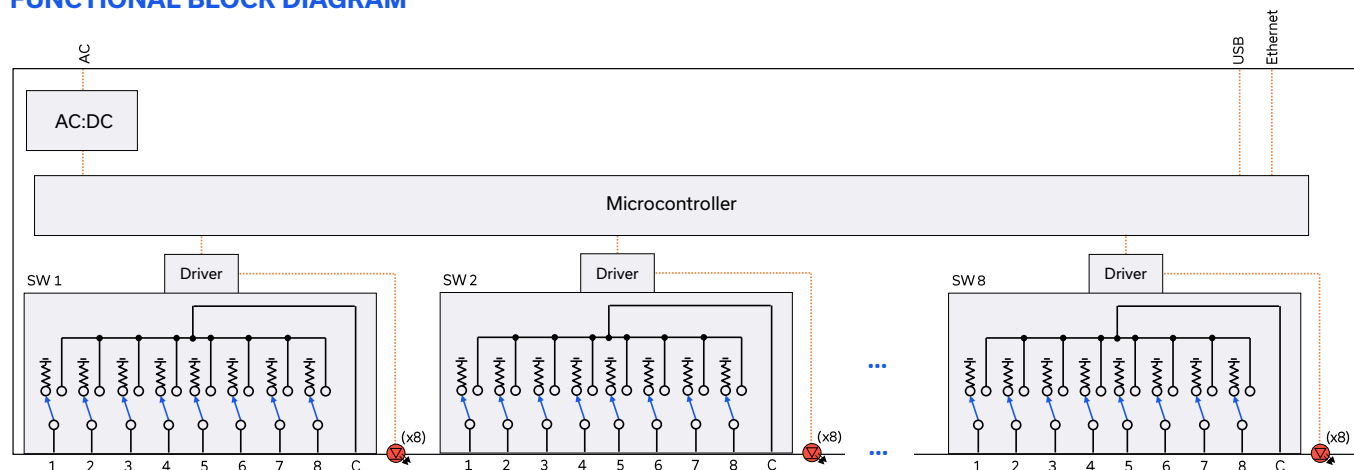 FUNCTIONAL BLOCK DIAGRAM
AC
USB
Ethernet
AC:DC
Microcontroller
SW 1
Driver
SW 2
Driver
SW 8
Driver
...
(x8)
(x8)
(x8)
1 2 3 4 5 6 7 8 C
1 2 3 4 5 6 7 8 C
...
1 2 3 4 5 6 7 8 C